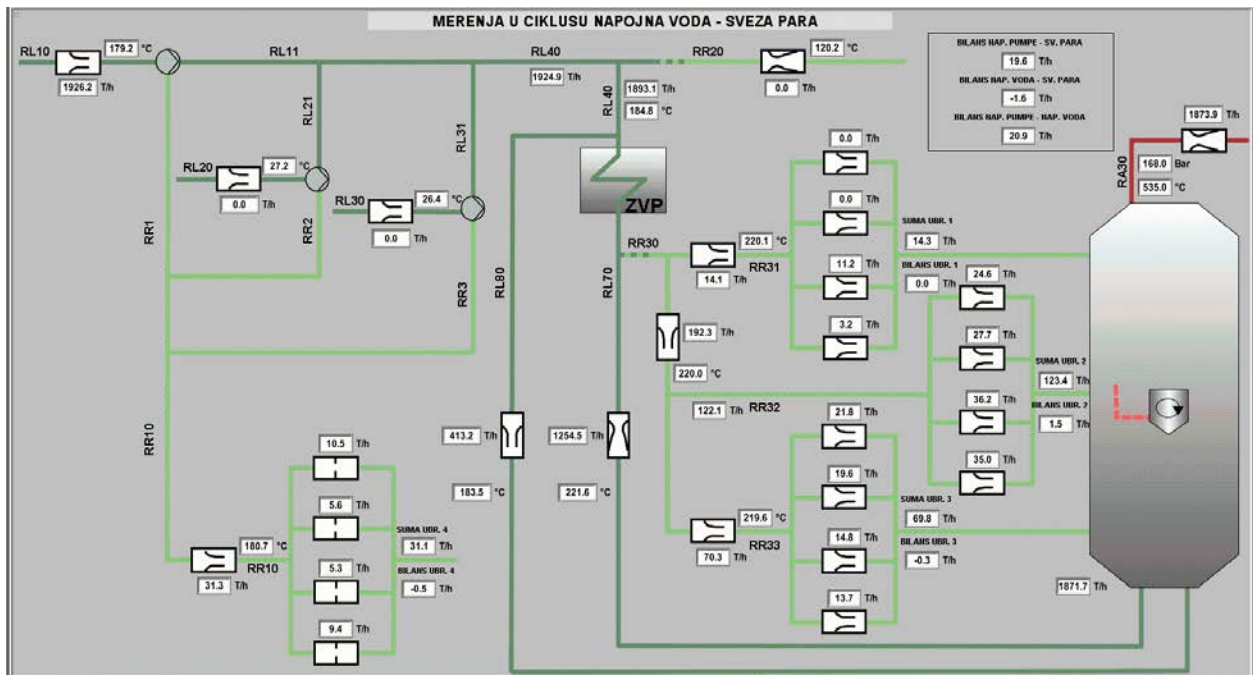 MERENJA U CIKLUSU NAPOJNA VODA - SVEZA PARA
RL10
179.2 °C
1926.2 T/h
RL11
RL40
1924.9 T/h
RR20
120.2 °C
0.0 T/h
BILANS NAP. PUMPE - SV. PARA
19.6 T/h
BILANS NAP. VODA - SV. PARA
-1.6 T/h
BILANS NAP. PUMPE - NAP. VODA
20.9 T/h
1873.9 T/h
RA30
168.0 Bar
535.0 °C
RL21
RL31
RL40
1893.1 T/h
184.8 °C
RL20
27.2 °C
0.0 T/h
RL30
26.4 °C
0.0 T/h
RR1
RR2
RR3
ZVP
RR30
RL80
RL70
220.1 °C
14.1 T/h
RR31
0.0 T/h
0.0 T/h
11.2 T/h
3.2 T/h
SUMA UBR. 1
14.3 T/h
BILANS UBR. 1
0.0 T/h
192.3 T/h
220.0 °C
122.1 T/h
RR32
24.6 T/h
27.7 T/h
36.2 T/h
35.0 T/h
SUMA UBR. 2
123.4 T/h
BILANS UBR. 2
1.5 T/h
413.2 T/h
183.5 °C
1254.5 T/h
221.6 °C
219.6 °C
70.3 T/h
RR33
21.8 T/h
19.6 T/h
14.8 T/h
13.7 T/h
SUMA UBR. 3
69.8 T/h
BILANS UBR. 3
-0.3 T/h
1871.7 T/h
RR10
180.7 °C
31.3 T/h
RR10
10.5 T/h
5.6 T/h
5.3 T/h
9.4 T/h
SUMA UBR. 4
31.1 T/h
BILANS UBR. 4
-0.5 T/h